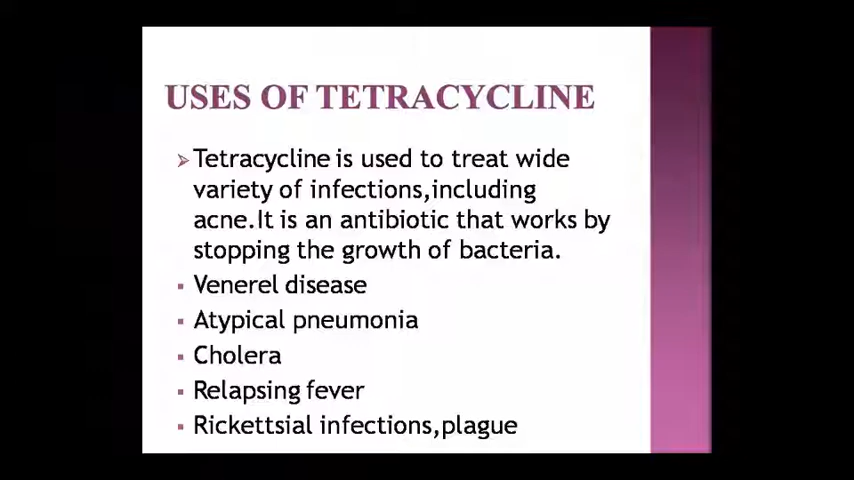 USES OF TETRACYCLINE
Tetracycline is used to treat wide
variety of infections,including
acne.It is an antibiotic that works by
stopping the growth of bacteria.
Venerel disease
Atypical pneumonia
Cholera
Relapsing fever
Rickettsial infections,plague